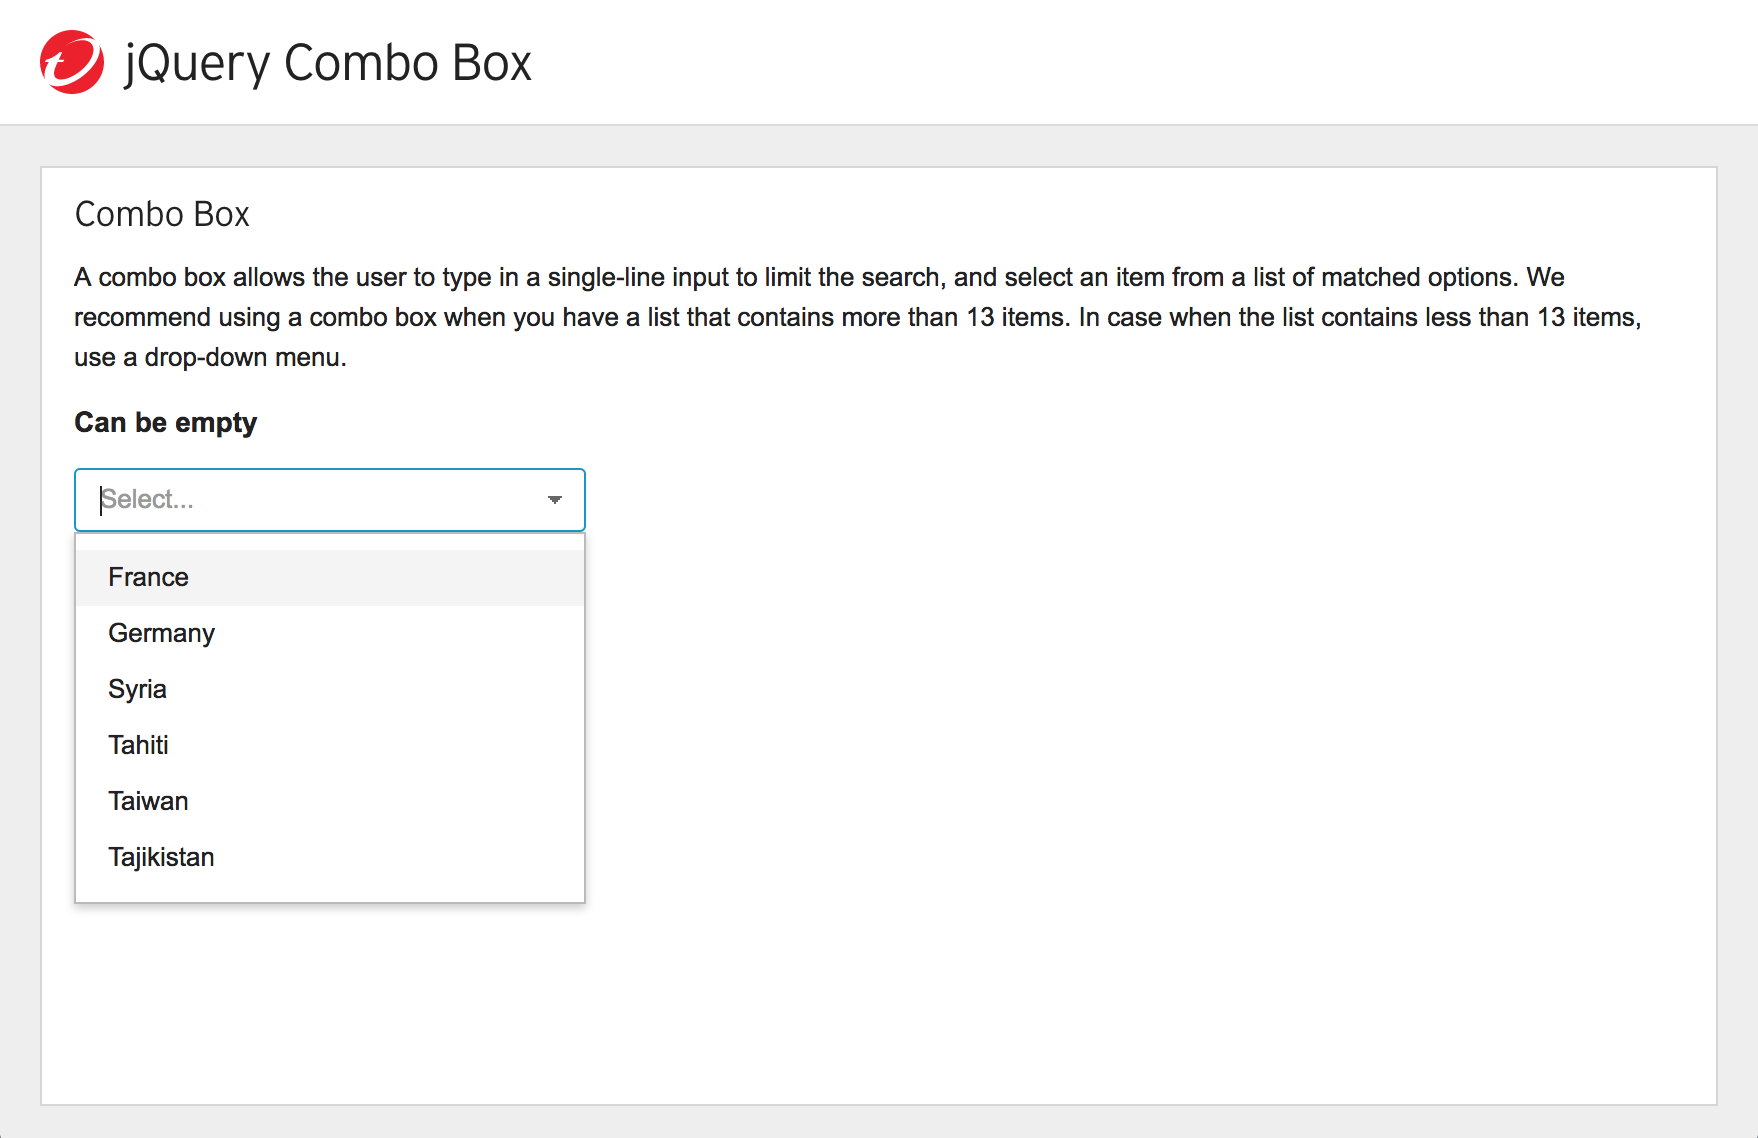 jQuery Combo Box
Combo Box
A combo box allows the user to type in a single-line input to limit the search, and select an item from a list of matched options. We
recommend using a combo box when you have a list that contains more than 13 items. In case when the list contains less than 13 items,
use a drop-down menu.
Can be empty
Select...
France
Germany
Syria
Tahiti
Taiwan
Tajikistan